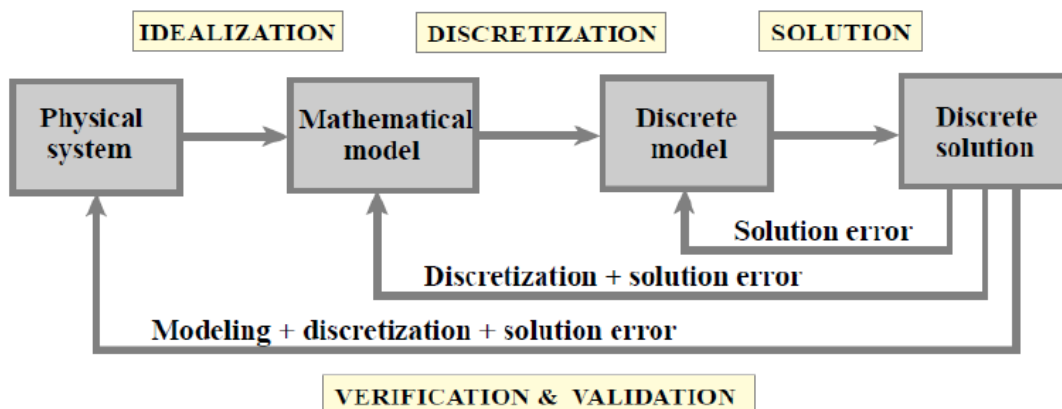 IDEALIZATION
DISCRETIZATION
SOLUTION
Physical
system
Mathematical
model
Discrete
model
Discrete
solution
Solution error
Discretization + solution error
Modeling + discretization + solution error
VERIFICATION & VALIDATION